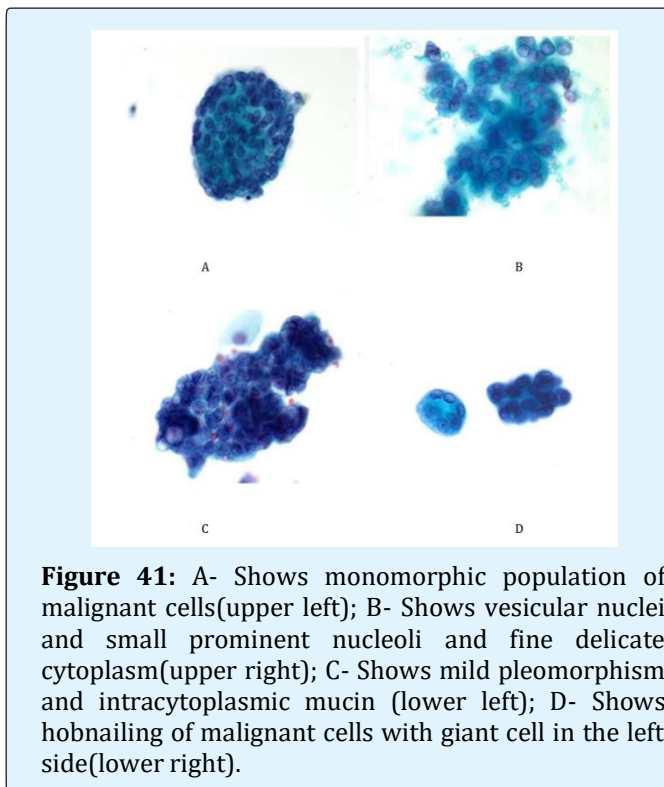 A
B
C
D
Figure 41: A- Shows monomorphic population of
malignant cells(upper left); B- Shows vesicular nuclei
and small prominent nucleoli and fine delicate
cytoplasm(upper right); C- Shows mild pleomorphism
and intracytoplasmic mucin (lower left); D- Shows
hobnailing of malignant cells with giant cell in the left
side(lower right).